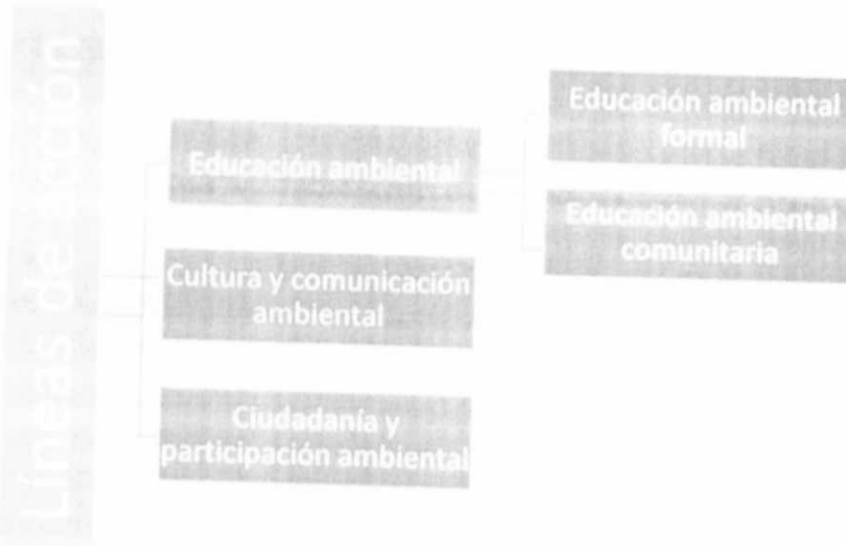 Líneas de acción
Educación ambiental
Cultura y comunicación
ambiental
Ciudadanía y
participación ambiental
Educación ambiental
formal
Educación ambiental
comunitaria